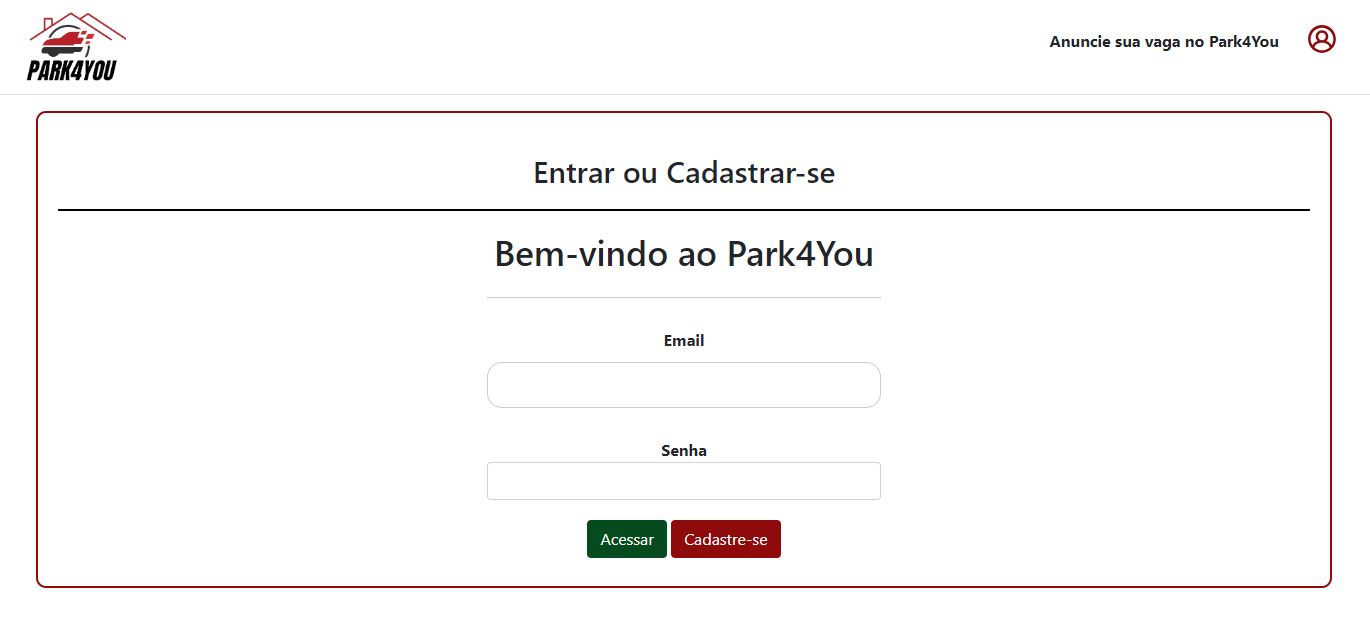 PARK4YOU
Anuncie sua vaga no Park4You
Entrar ou Cadastrar-se
Bem-vindo ao Park4You
Email
Senha
Acessar
Cadastre-se